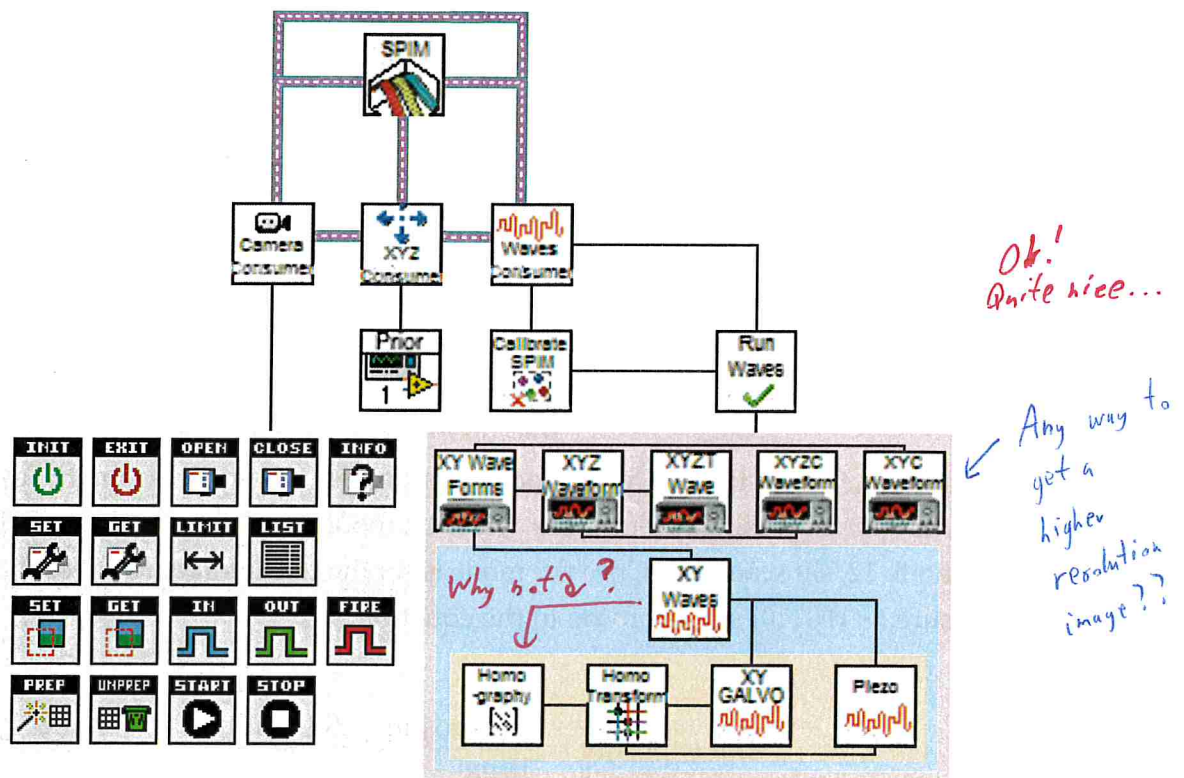 SPIM
Camera
Consumer
XYZ
Consumer
Waves
Consumer
Prior
1
Callibrate
SPIM
Run
Waves
Oh!
Quite nice...
INIT
EXIT
OPEN
CLOSE
INFO
XY Wave
Forms
XYZ
Waveform
XYZT
Wave
XYZC
Waveform
XYC
Waveform
Any way to
get a
higher
resolution
image??
SET
GET
LIMIT
LIST
Why not 2?
XY
Waves
SET
GET
IN
OUT
FIRE
Homo
-graphy
Homo
Transform
XY
GALVO
Piezo
PREP
UNPREP
START
STOP